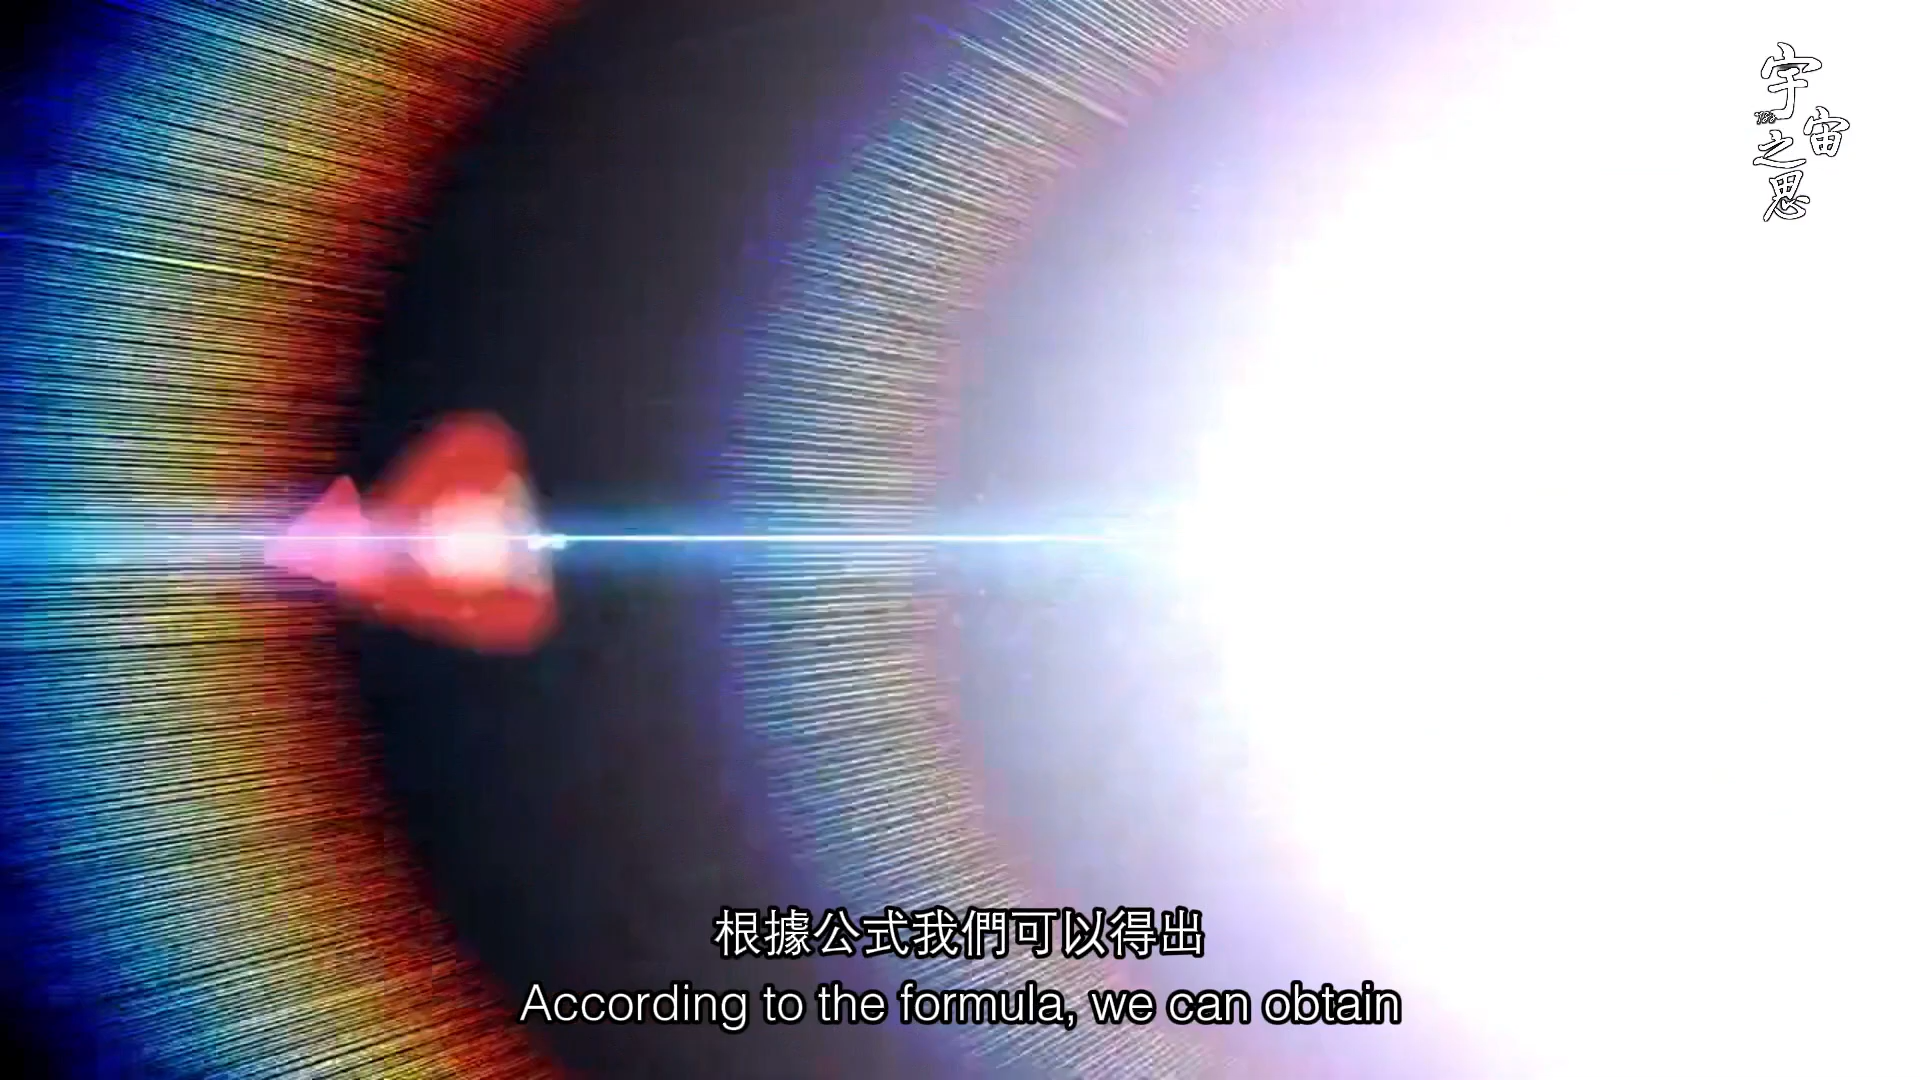 宇宙之思
根據公式我們可以得出
According to the formula, we can obtain